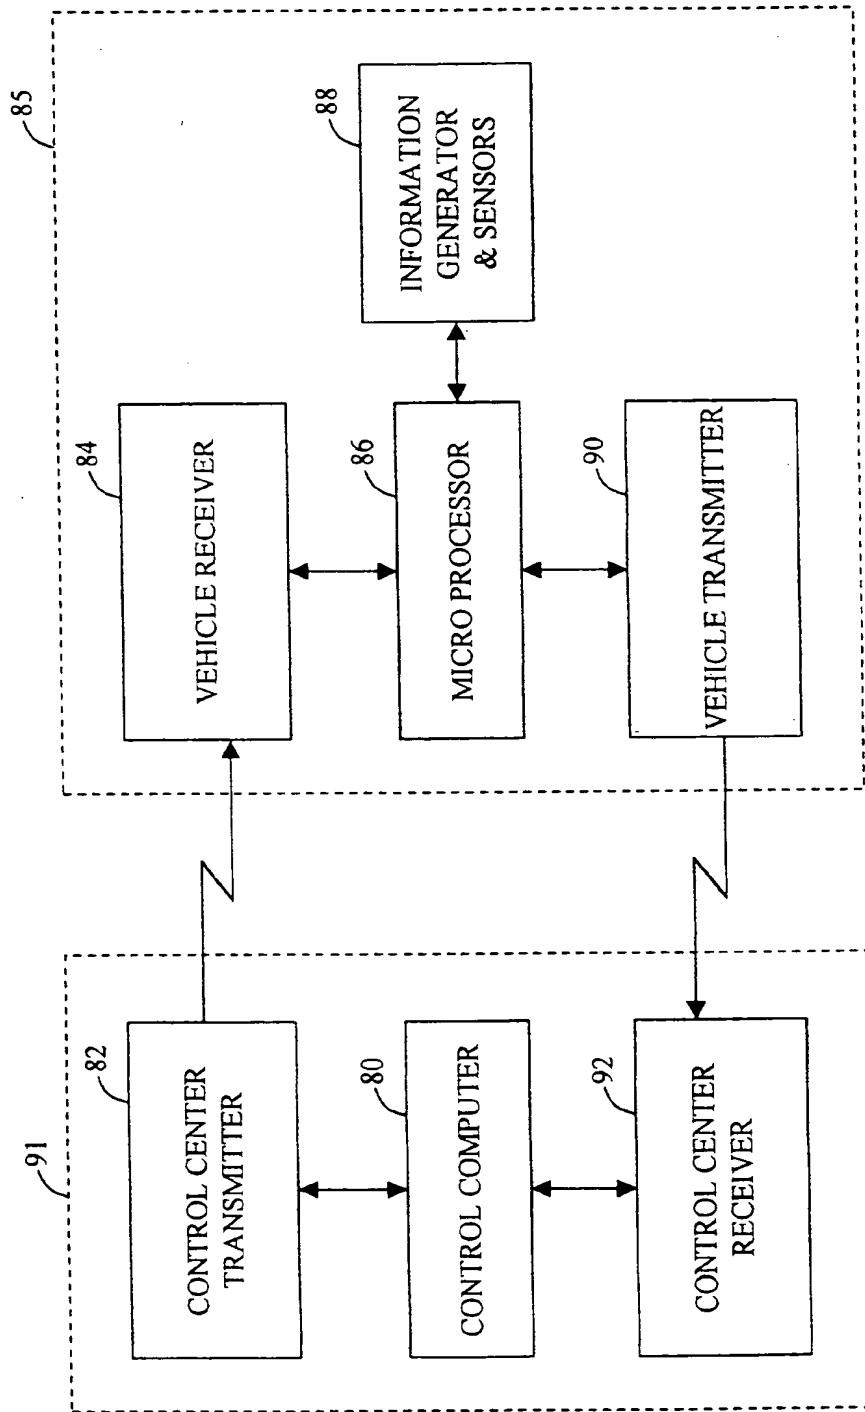 91
82
CONTROL CENTER
TRANSMITTER
80
CONTROL COMPUTER
92
CONTROL CENTER
RECEIVER
85
84
VEHICLE RECEIVER
86
MICRO PROCESSOR
90
VEHICLE TRANSMITTER
88
INFORMATION
GENERATOR
& SENSORS